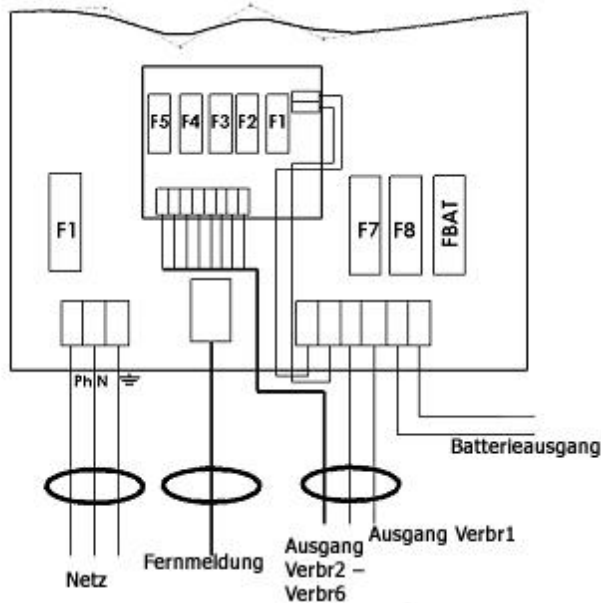 F5 F4 F3 F2 F1
F1
F7 F8 FBAT
Ph N
Batterieausgang
Ausgang Verbr1
Fernmeldung
Ausgang
Verbr2 –
Verbr6
Netz